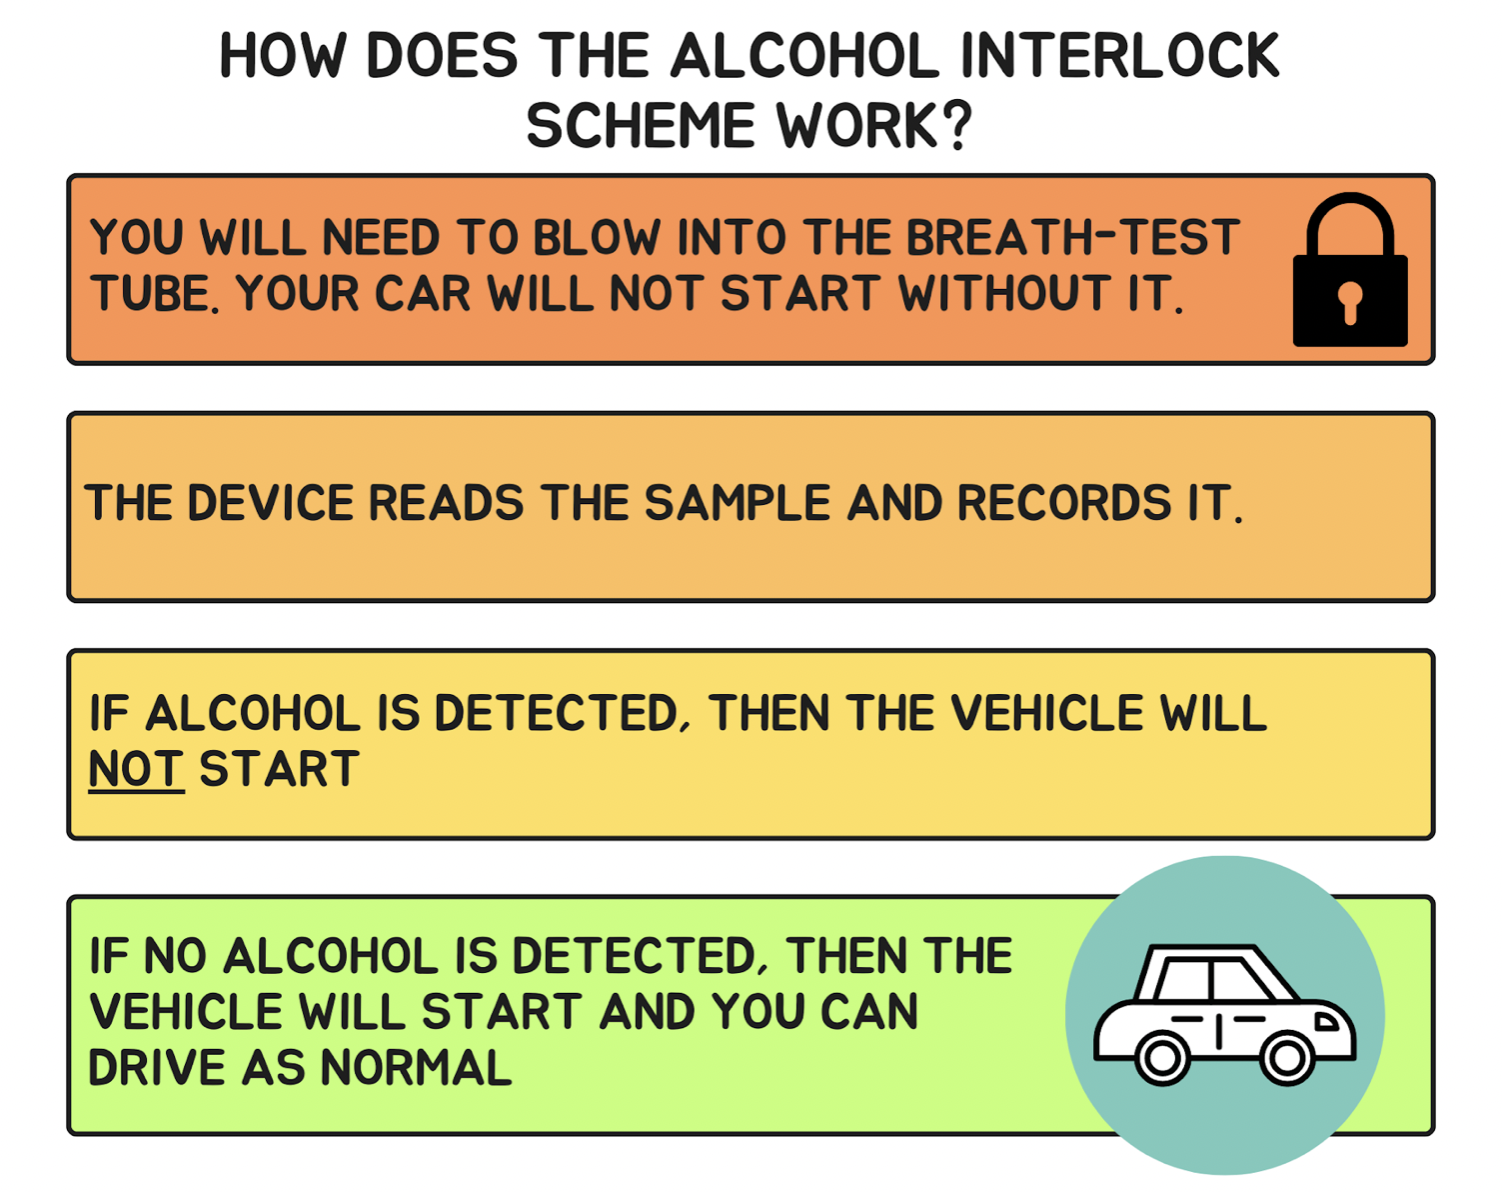 HOW DOES THE ALCOHOL INTERLOCK
SCHEME WORK?
YOU WILL NEED TO BLOW INTO THE BREATH-TEST
TUBE. YOUR CAR WILL NOT START WITHOUT IT.
THE DEVICE READS THE SAMPLE AND RECORDS IT.
IF ALCOHOL IS DETECTED, THEN THE VEHICLE WILL
NOT START
IF NO ALCOHOL IS DETECTED, THEN THE
VEHICLE WILL START AND YOU CAN
DRIVE AS NORMAL